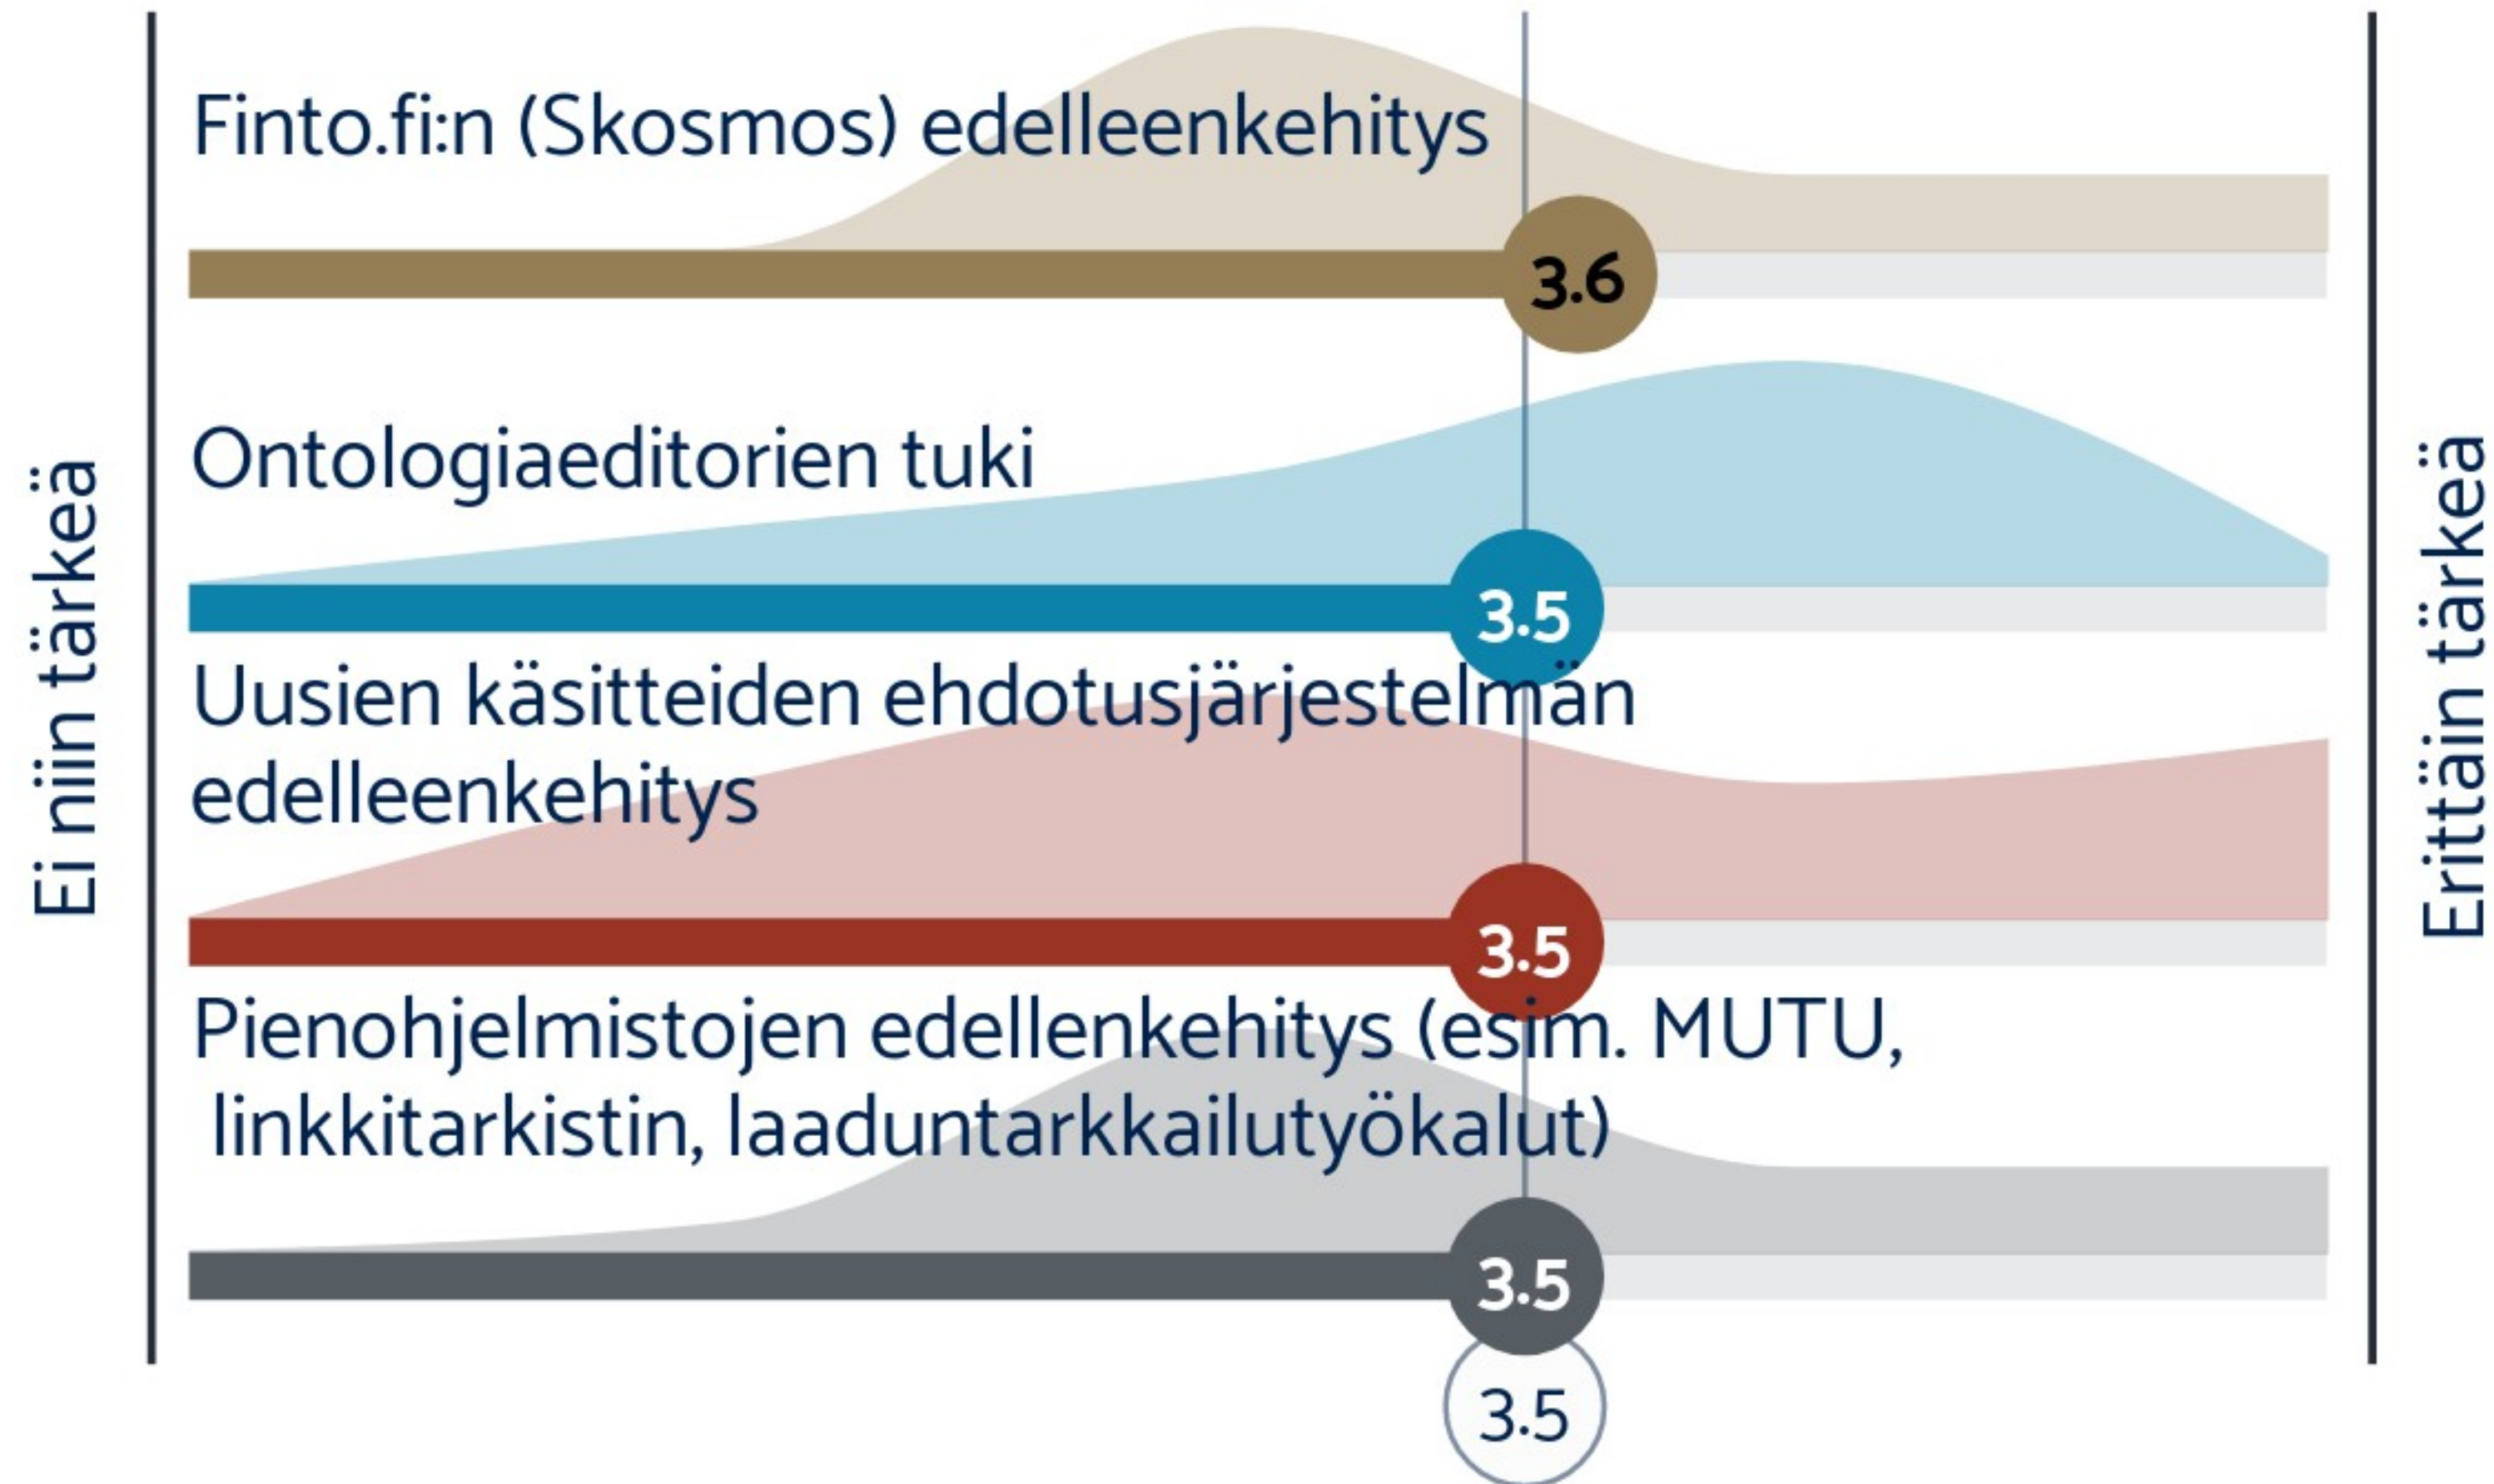 Ei niin tärkeä
Finto.fi:n (Skosmos) edelleenkehitys
3.6
Ontologiaeditorien tuki
3.5
Uusien käsitteiden ehdotusjärjestelmän
edelleenkehitys
3.5
Pienohjelmistojen edellenkehitys (esim. MUTU,
linkkitarkistin, laaduntarkkailutyökalut)
3.5
3.5
Erittäin tärkeä